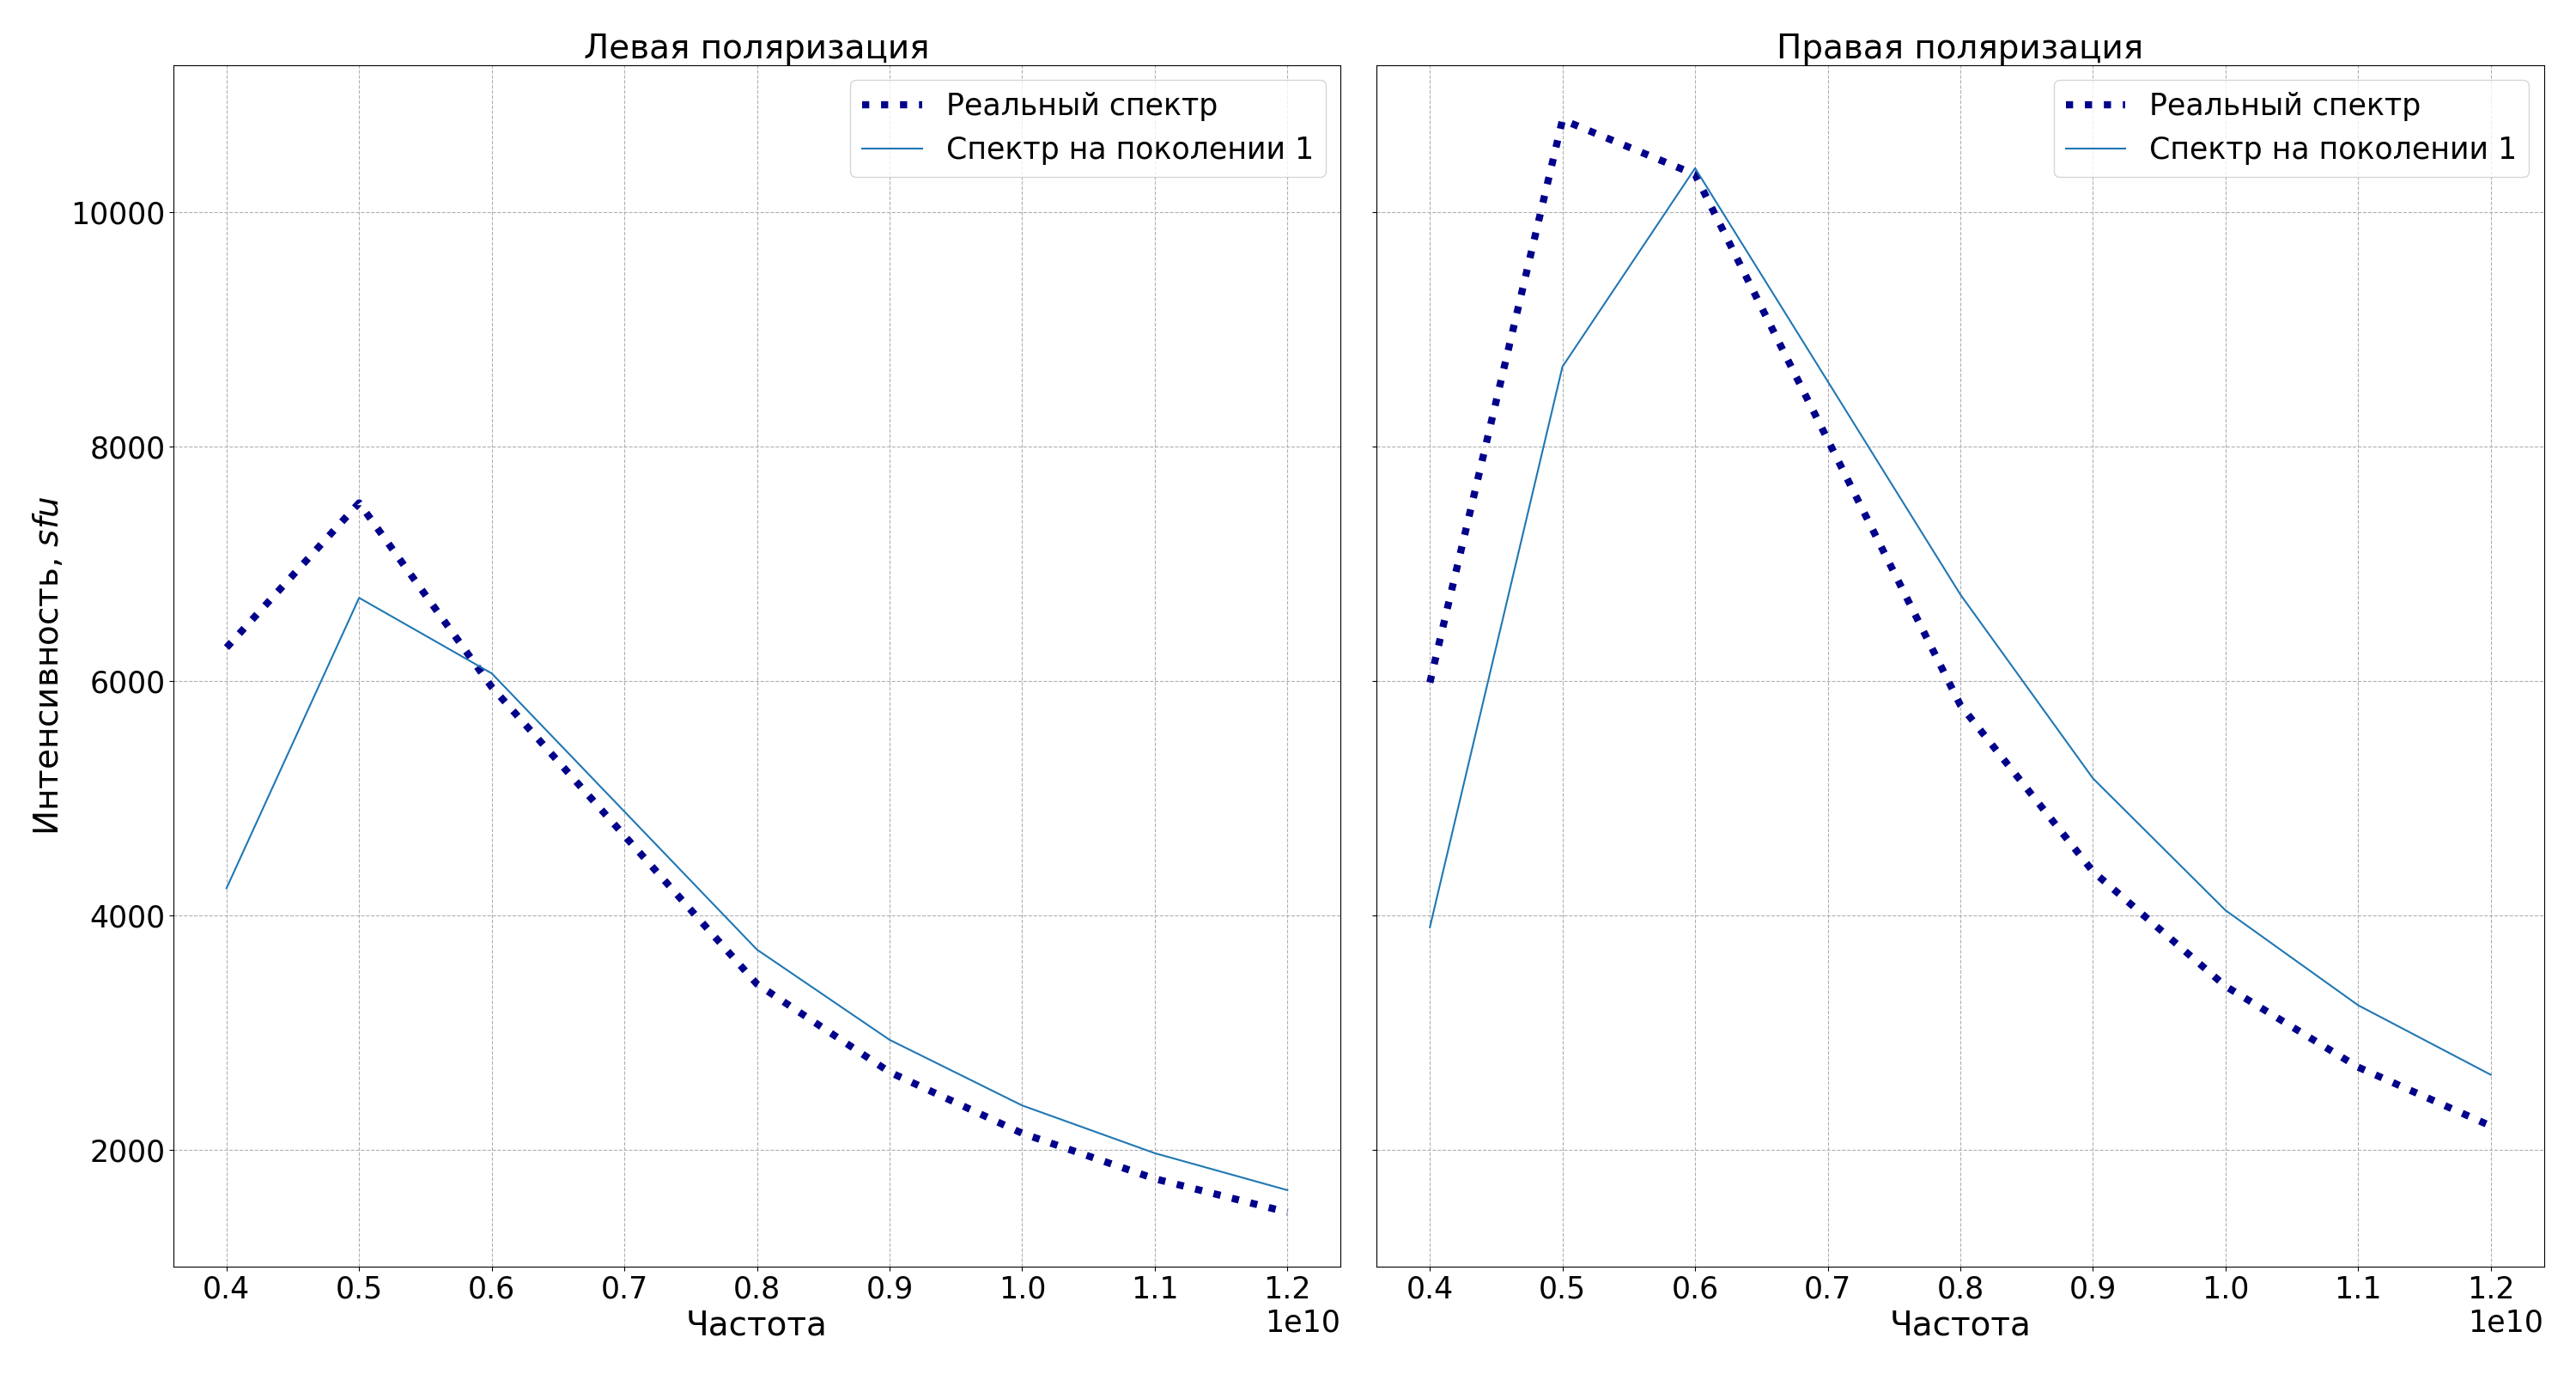 Левая поляризация
Реальный спектр
Спектр на поколении 1
10000
8000
6000
4000
2000
Интенсивность, sfu
0.4 0.5 0.6 0.7 0.8 0.9 1.0 1.1 1.2
1e10
Частота
Правая поляризация
Реальный спектр
Спектр на поколении 1
0.4 0.5 0.6 0.7 0.8 0.9 1.0 1.1 1.2
1e10
Частота